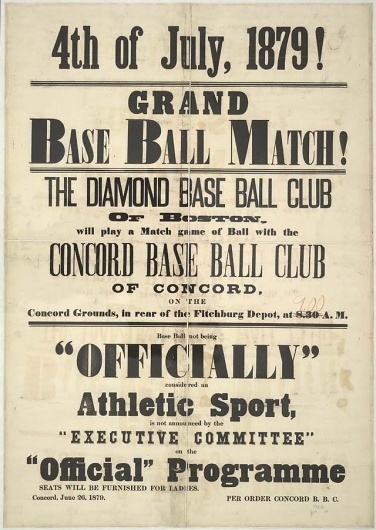 4th of July, 1879!
GRAND
BASE BALL MATCH!
THE DIAMOND BASE BALL CLUB
OF BOSTON,
will play a Match game of Ball with the
CONCORD BASE BALL CLUB
OF CONCORD,
ON THE
Concord Grounds, in rear of the Fitchburg Depot, at 8.30 A. M.
Base Ball not being
"OFFICIALLY"
considered an
Athletic Sport,
is not announced by the
"EXECUTIVE COMMITTEE"
on the
"Official" Programme
SEATS WILL BE FURNISHED FOR LADIES.
Concord, June 26, 1879. PER ORDER CONCORD B. B. C.